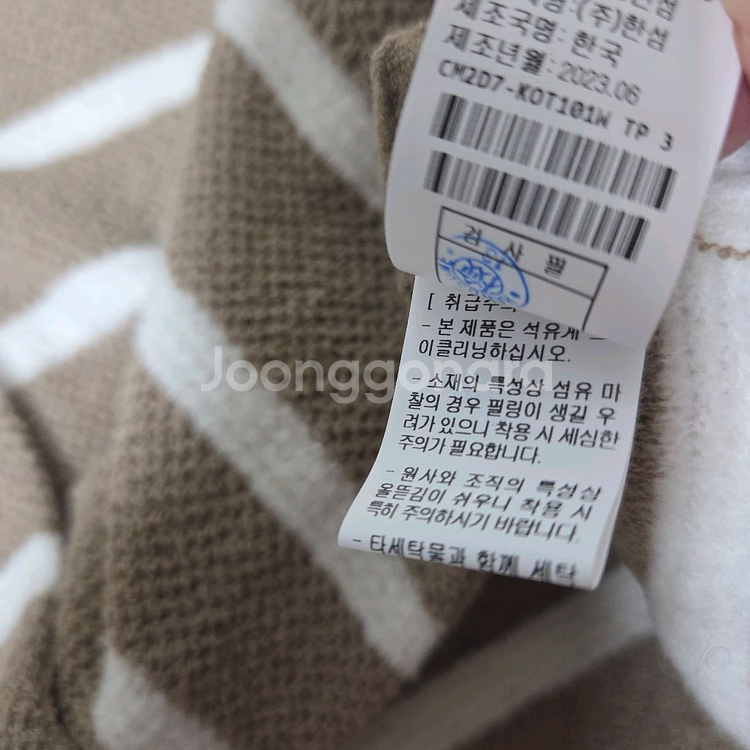 (주)한섬
제조국명: 한국
제조년월: 2023.06
CM2D7-KOT101W TP 3
검 사 필
[ 취급주의
- 본 제품은 석유계
이클리닝하십시오.
Joonggonara
- 소재의 특성상 섬유 마
찰의 경우 필링이 생길 우
려가 있으니 착용 시 세심한
주의가 필요합니다.
- 원사와 조직의 특성상
올뜯김이 쉬우니 착용 시
특히 주의하시기 바랍니다.
- 타세탁물과 함께 세탁